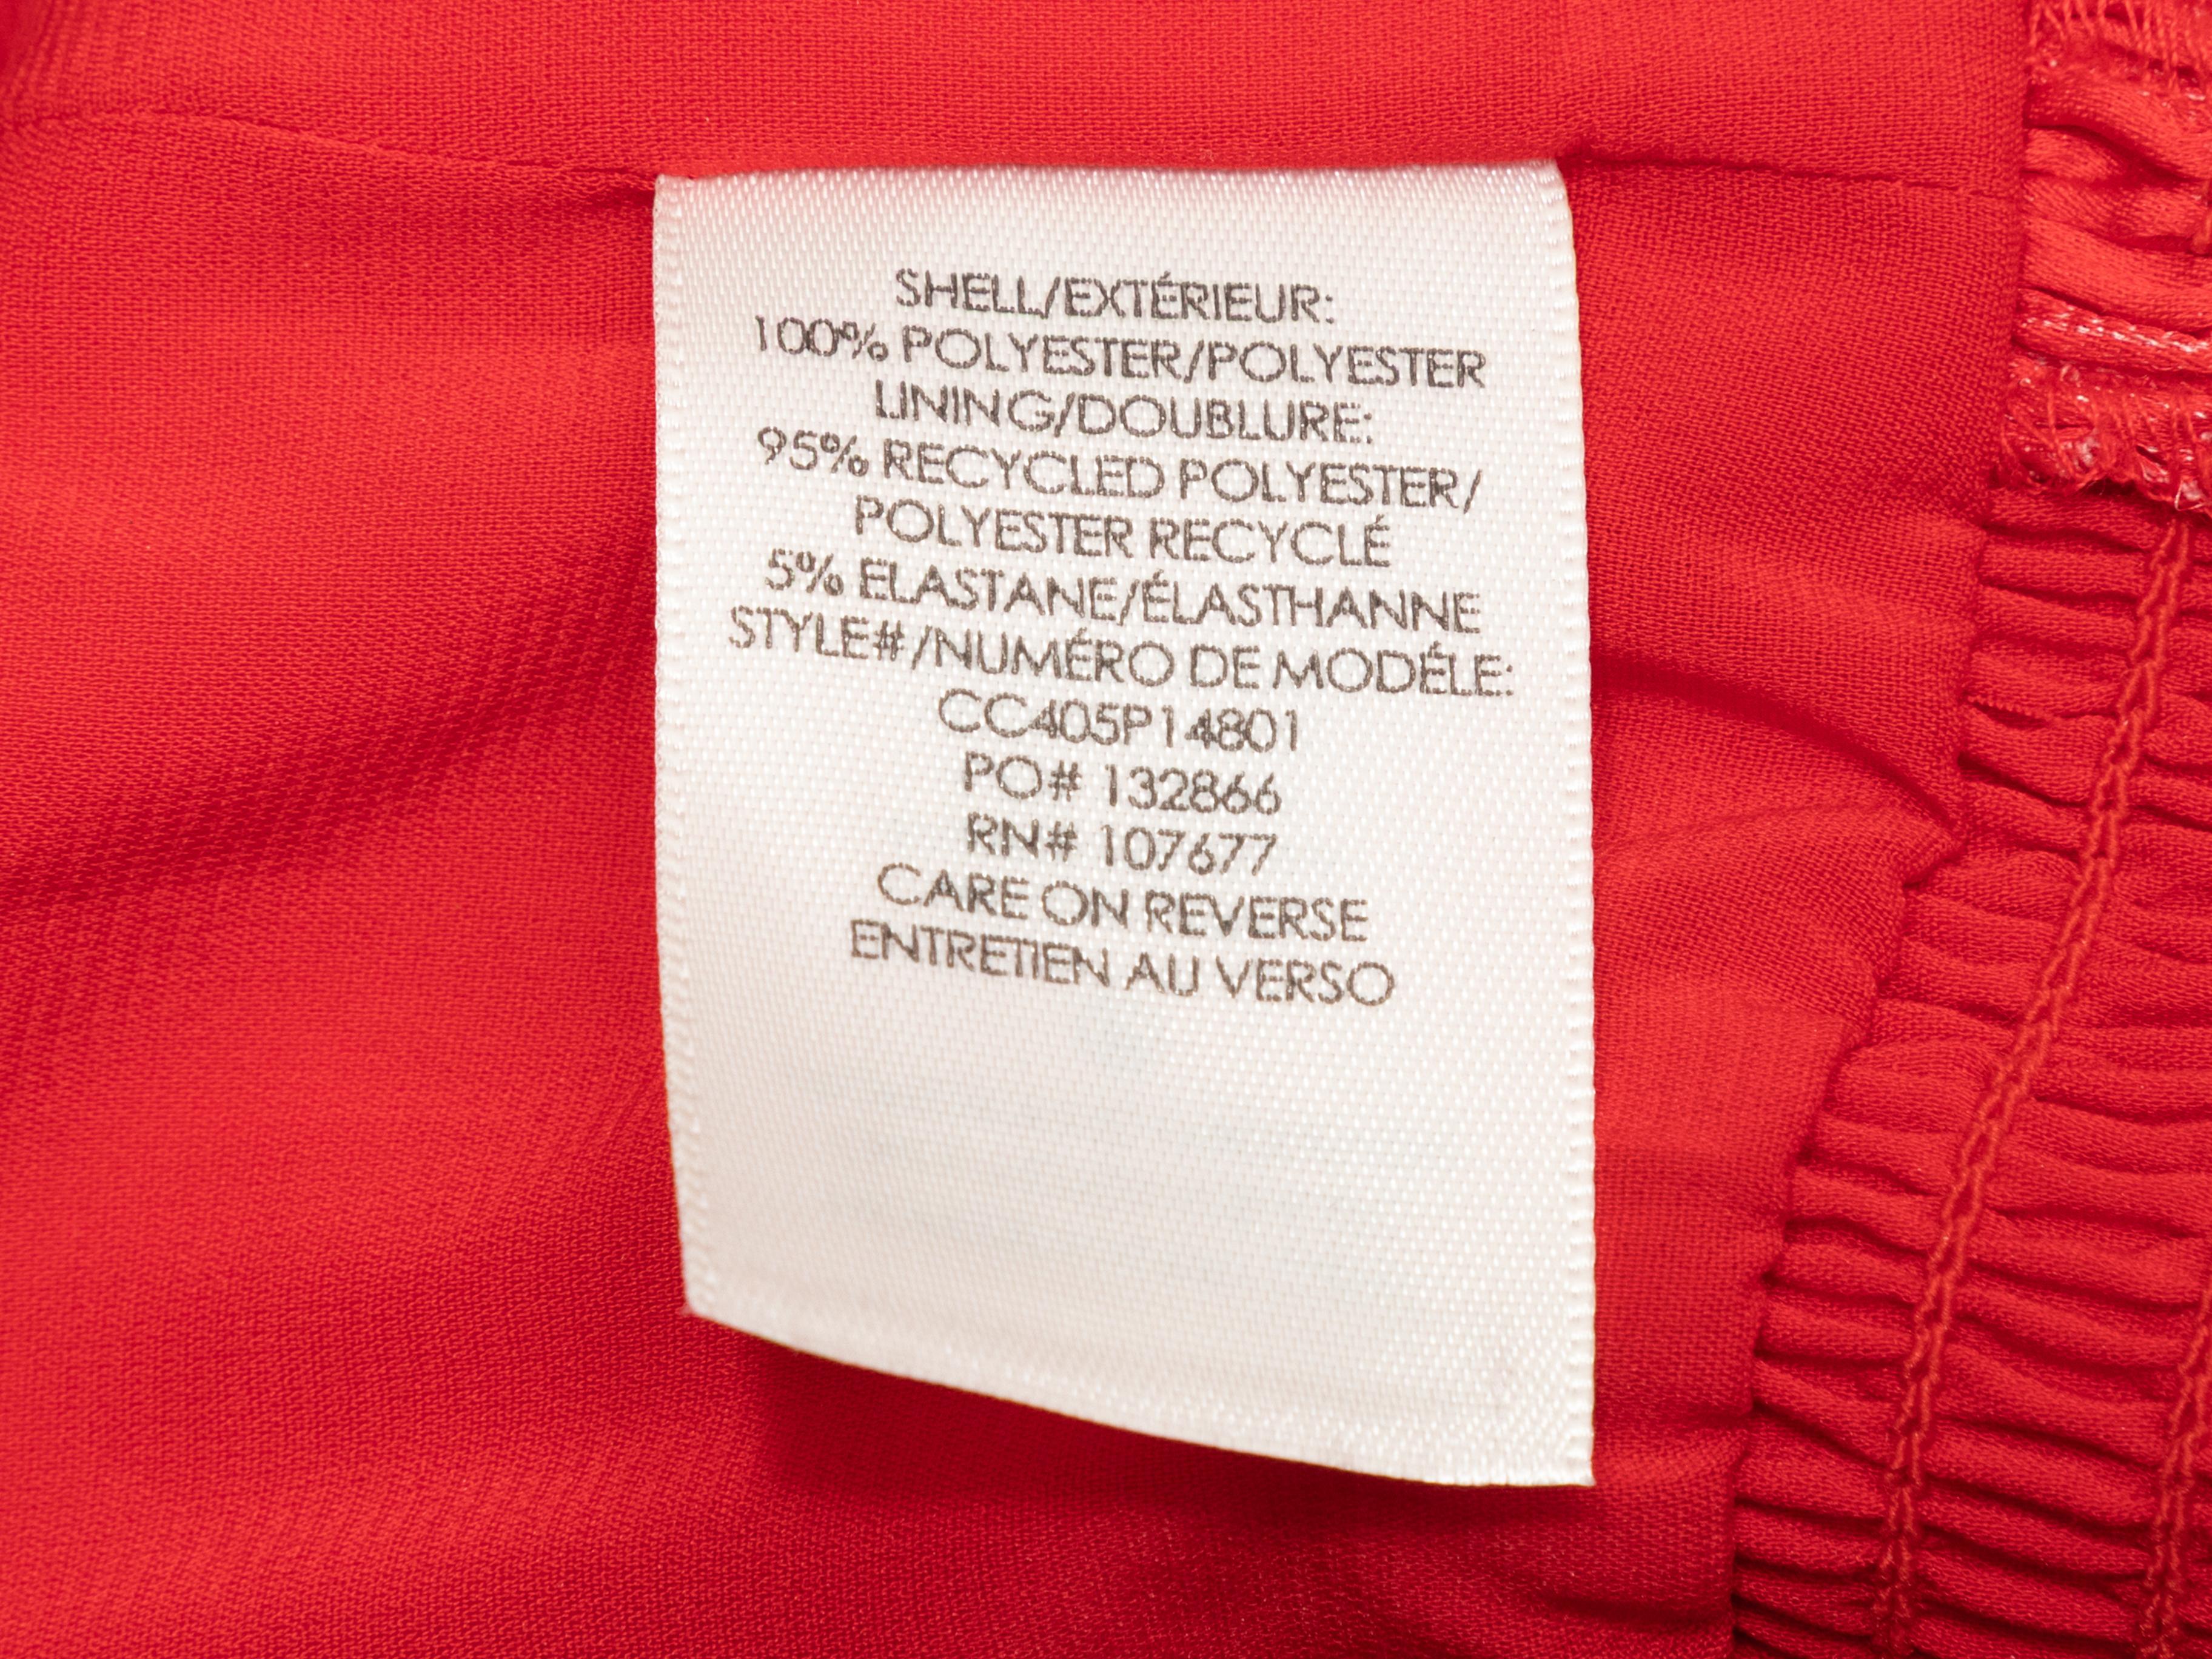 SHELL/EXTÉRIEUR:
100% POLYESTER/POLYESTER
LINING/DOUBLURE:
95% RECYCLED POLYESTER/
POLYESTER RECYCLÉ
5% ELASTANE/ÉLASTHANNE
STYLE#/NUMÉRO DE MODÉLE:
CC405P14801
PO# 132866
RN# 107677
CARE ON REVERSE
ENTRETIEN AU VERSO